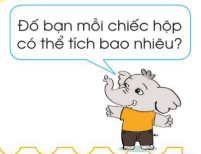 Đố bạn mỗi chiếc hộp
có thể tích bao nhiêu?